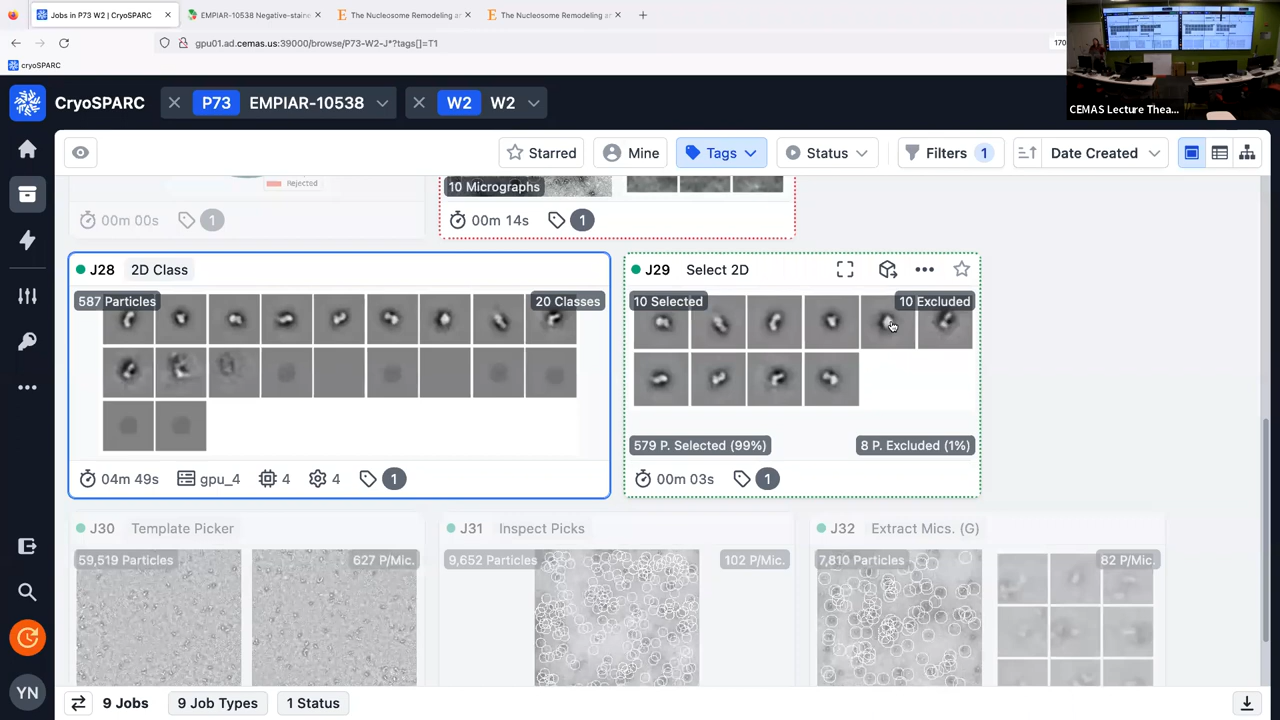 Jobs in P73 W2 | CryoSPARC
EMPIAR-10538 Negative-staine
The Nucleosome Remodeling an
Remodeling ar
gpu01.ad.cemas.us:39000/browse/P73-W2-J*?tags=T1
170
cryoSPARC
CEMAS Lecture Thea...
CryoSPARC
P73 EMPIAR-10538
W2 W2
Starred
Mine
Tags
Status
Filters 1
Date Created
Rejected
10 Micrographs
00m 00s 1
00m 14s 1
J28 2D Class
587 Particles
20 Classes
04m 49s gpu_4 4 4 1
J29 Select 2D
10 Selected
10 Excluded
579 P. Selected (99%)
8 P. Excluded (1%)
00m 03s 1
J30 Template Picker
59,619 Particles
627 P/Mic.
J31 Inspect Picks
9,652 Particles
102 P/Mic.
J32 Extract Mics. (G)
7,810 Particles
82 P/Mic.
YN
9 Jobs
9 Job Types
1 Status